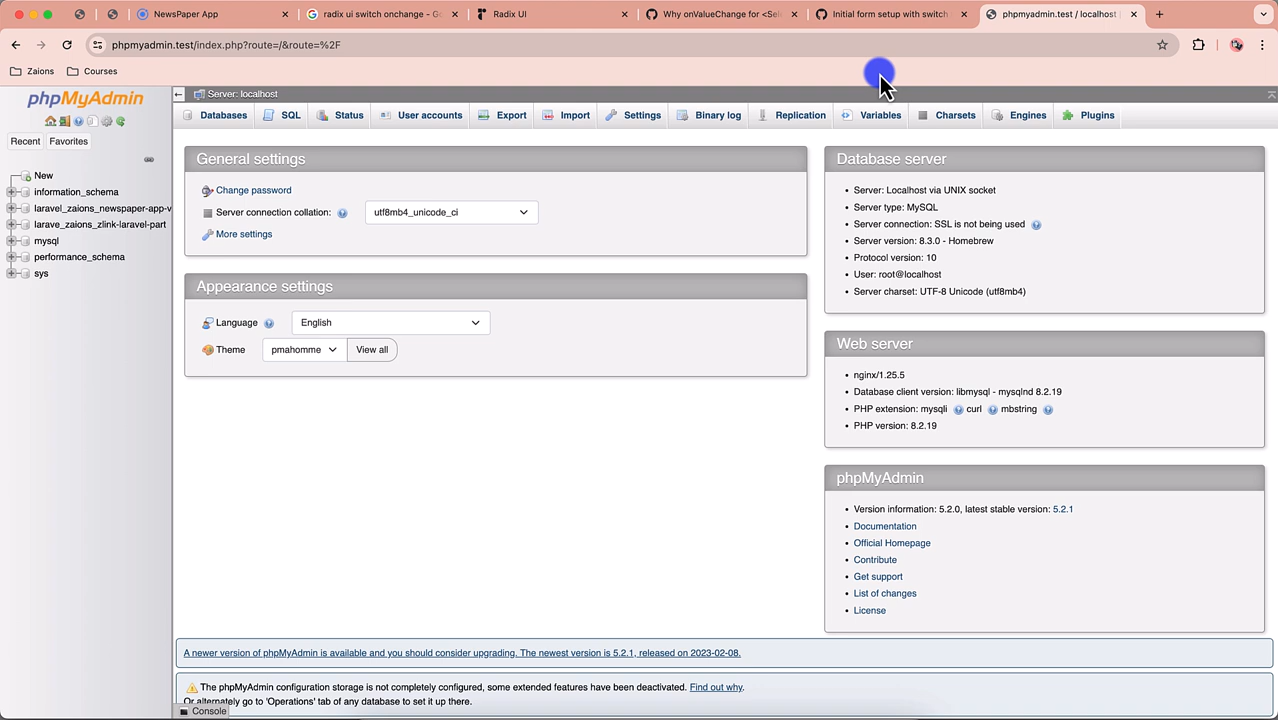 NewsPaper App
radix ui switch onchange - Go
Radix UI
Why onValueChange for <Sele
Initial form setup with switch
phpmyadmin.test / localhost |
phpmyadmin.test/index.php?route=/&route=%2F
Zaions
Courses
phpMyAdmin
Recent
Favorites
New
information_schema
laravel_zaions_newspaper-app-v
larave_zaions_zlink-laravel-part
mysql
performance_schema
sys
Server: localhost
Databases
SQL
Status
User accounts
Export
Import
Settings
Binary log
Replication
Variables
Charsets
Engines
Plugins
General settings
Change password
Server connection collation:
utf8mb4_unicode_ci
More settings
Appearance settings
Language
English
Theme
pmahomme
View all
Database server
• Server: Localhost via UNIX socket
• Server type: MySQL
• Server connection: SSL is not being used
• Server version: 8.3.0 - Homebrew
• Protocol version: 10
• User: root@localhost
• Server charset: UTF-8 Unicode (utf8mb4)
Web server
• nginx/1.25.5
• Database client version: libmysql - mysqlnd 8.2.19
• PHP extension: mysqli curl mbstring
• PHP version: 8.2.19
phpMyAdmin
• Version information: 5.2.0, latest stable version: 5.2.1
• Documentation
• Official Homepage
• Contribute
• Get support
• List of changes
• License
A newer version of phpMyAdmin is available and you should consider upgrading. The newest version is 5.2.1, released on 2023-02-08.
The phpMyAdmin configuration storage is not completely configured, some extended features have been deactivated. Find out why.
Or alternately go to 'Operations' tab of any database to set it up there.
Console